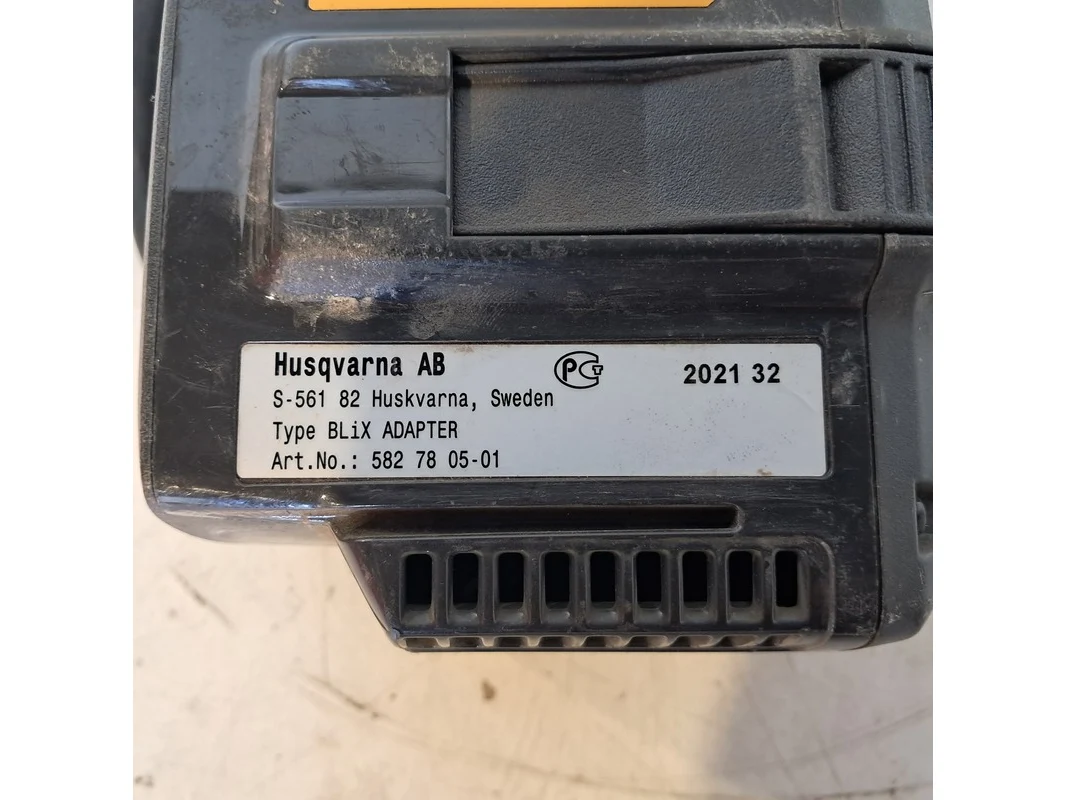 Husqvarna AB
2021 32
S-561 82 Huskvarna, Sweden
Type BLiX ADAPTER
Art.No.: 582 78 05-01